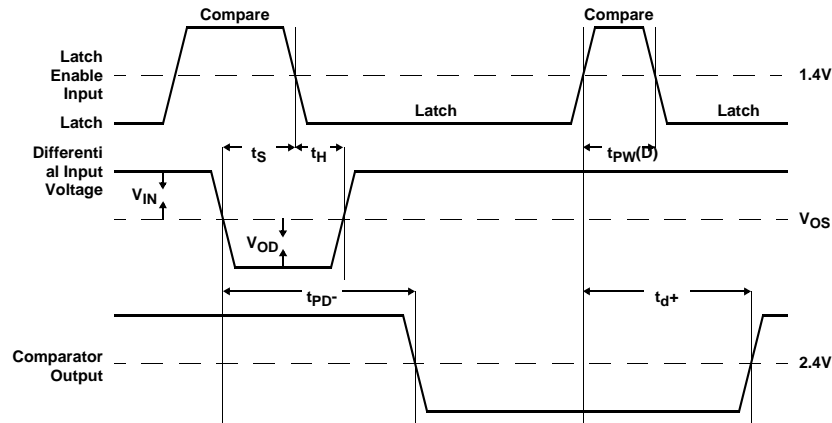 Compare
Compare
Latch
Enable
Input
1.4V
Latch
Latch
Latch
Differenti
al Input
Voltage
tS
tH
tPW(D)
VIN
VOS
VOD
tPD-
td+
Comparator
Output
2.4V